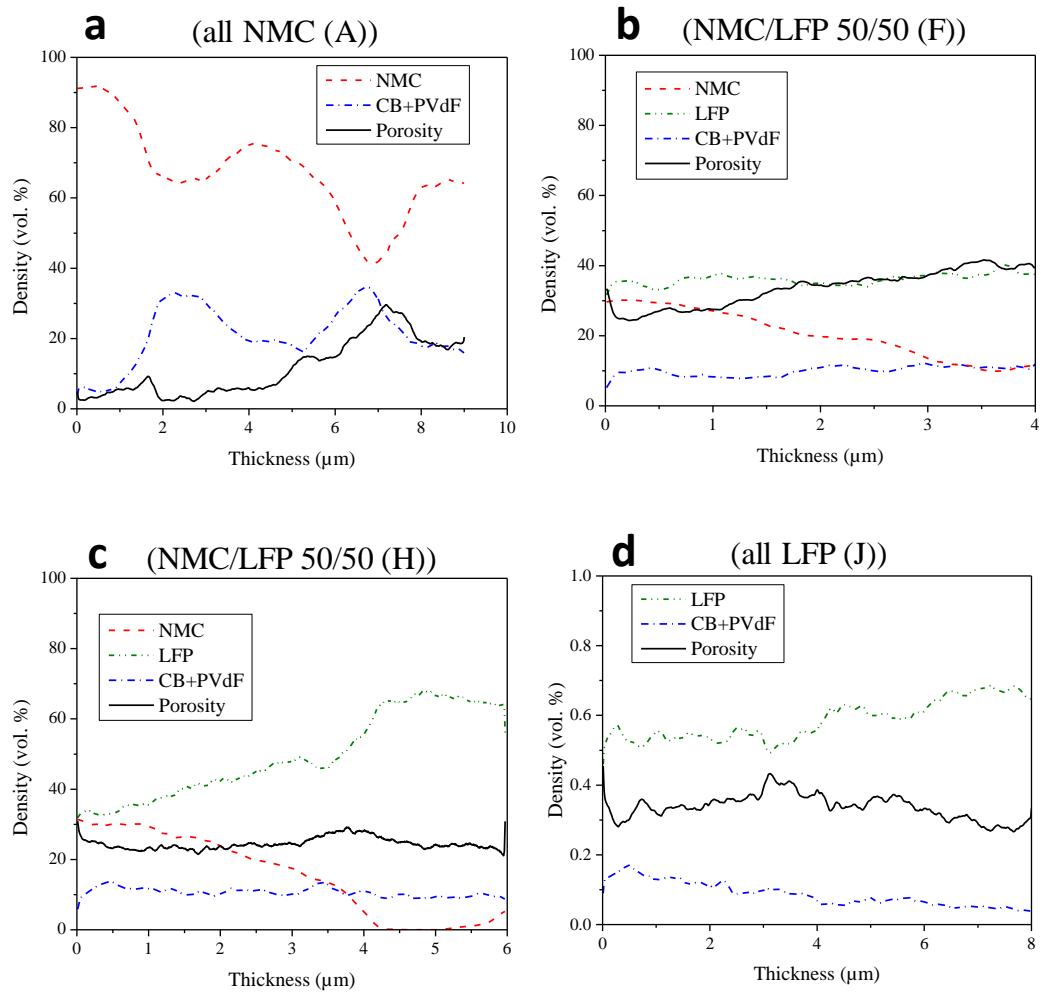 a (all NMC (A))
Density (vol. %)
100
80
60
40
20
0
NMC
CB+PVdF
Porosity
0 2 4 6 8 10
Thickness (µm)
b (NMC/LFP 50/50 (F))
Density (vol. %)
100
80
60
40
20
0
NMC
LFP
CB+PVdF
Porosity
0 1 2 3 4
Thickness (µm)
c (NMC/LFP 50/50 (H))
Density (vol. %)
100
80
60
40
20
0
NMC
LFP
CB+PVdF
Porosity
0 1 2 3 4 5 6
Thickness (µm)
d (all LFP (J))
Density (vol. %)
1.0
0.8
0.6
0.4
0.2
0.0
LFP
CB+PVdF
Porosity
0 2 4 6 8
Thickness (µm)